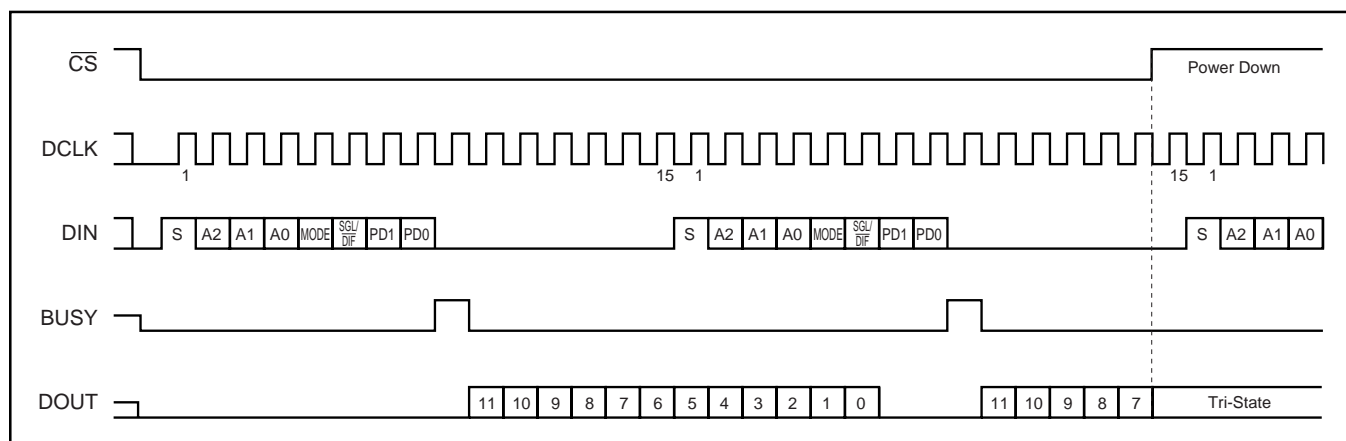 CS
Power Down
DCLK
1
15
1
15
1
DIN
S A2 A1 A0 MODE SGL/DIF PD1 PD0
S A2 A1 A0 MODE SGL/DIF PD1 PD0
S A2 A1 A0
BUSY
DOUT
11 10 9 8 7 6 5 4 3 2 1 0
11 10 9 8 7
Tri-State